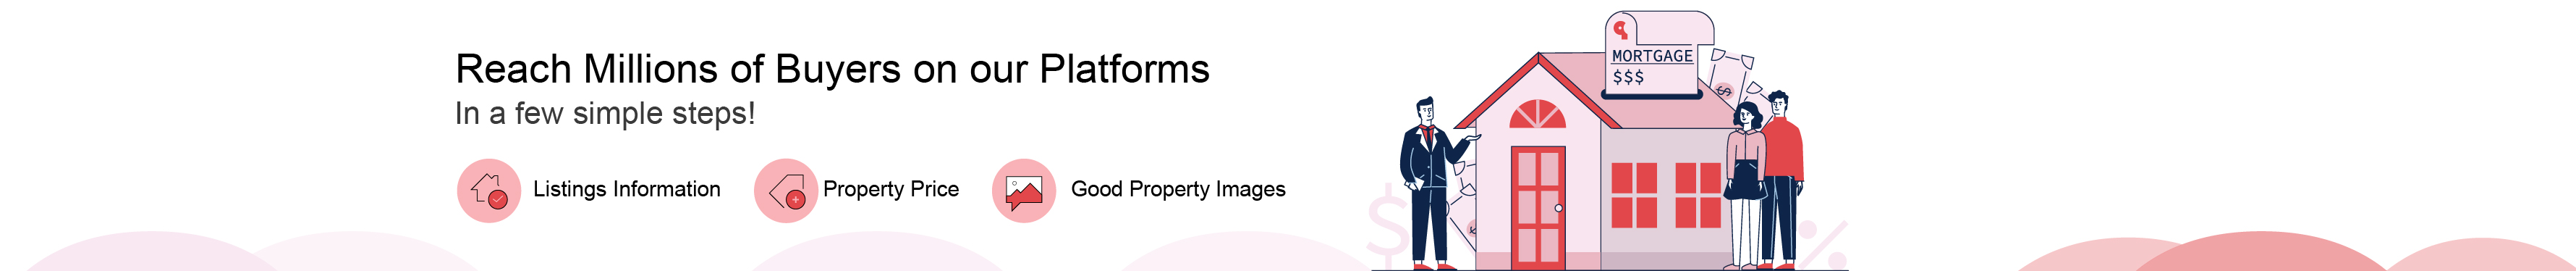 Reach Millions of Buyers on our Platforms
In a few simple steps!
Listings Information
Property Price
Good Property Images
MORTGAGE
$$$
$
$
%